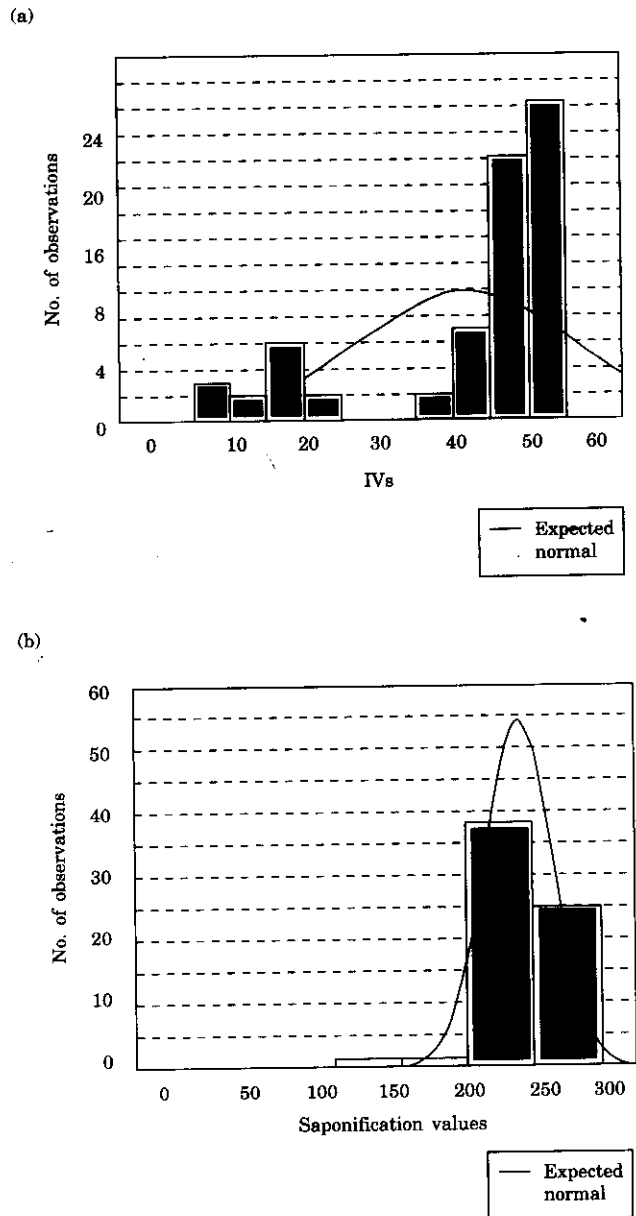 (a)
24
20
16
8
4
0
No. of observations
0 10 20 30 40 50 60
IVs
Expected
normal
(b)
60
50
40
30
20
10
0
No. of observations
0 50 100 150 200 250 300
Saponification values
Expected
normal